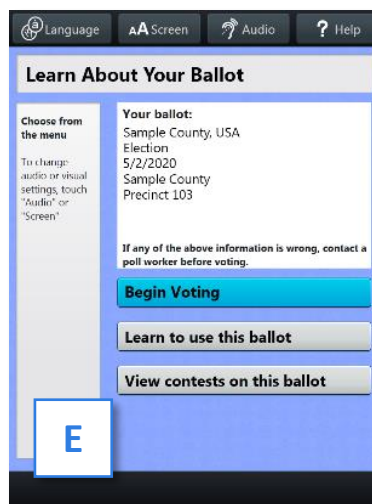 Language
AA Screen
Audio
? Help
Learn About Your Ballot
Choose from
the menu
To change
audio or visual
settings, touch
"Audio" or
"Screen"
Your ballot:
Sample County, USA
Election
5/2/2020
Sample County
Precinct 103
If any of the above information is wrong, contact a
poll worker before voting.
Begin Voting
Learn to use this ballot
View contests on this ballot
E